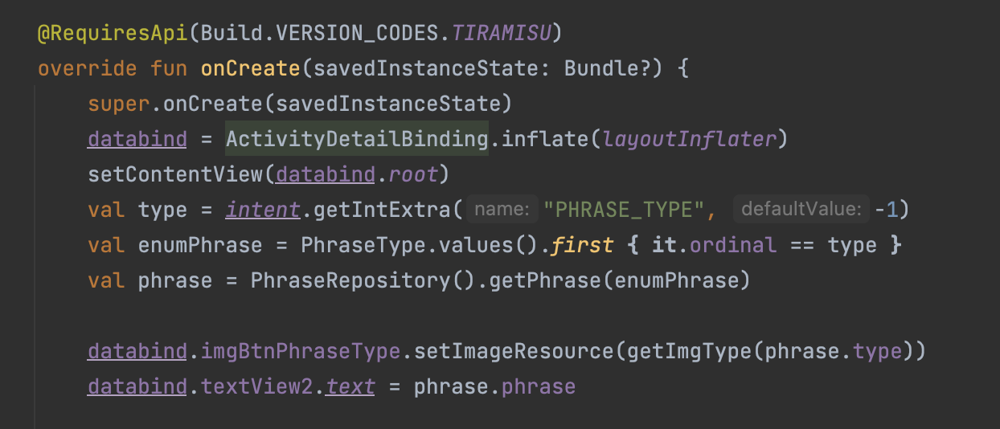 @RequiresApi(Build.VERSION_CODES.TIRAMISU)
override fun onCreate(savedInstanceState: Bundle?) {
super.onCreate(savedInstanceState)
databind = ActivityDetailBinding.inflate(layoutInflater)
setContentView(databind.root)
val type = intent.getIntExtra( name: "PHRASE_TYPE", defaultValue: -1)
val enumPhrase = PhraseType.values().first { it.ordinal == type }
val phrase = PhraseRepository().getPhrase(enumPhrase)
databind.imgBtnPhraseType.setImageResource(getImgType(phrase.type))
databind.textView2.text = phrase.phrase